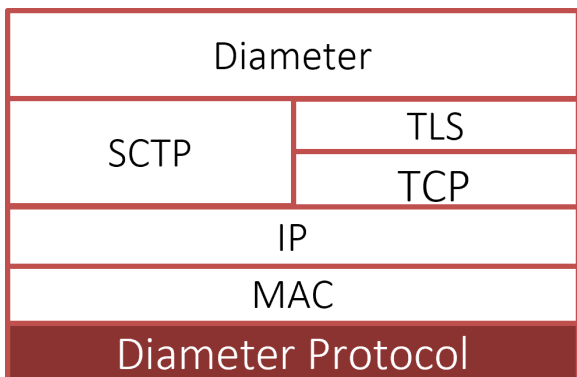 Diameter
SCTP
TLS
TCP
IP
MAC
Diameter Protocol